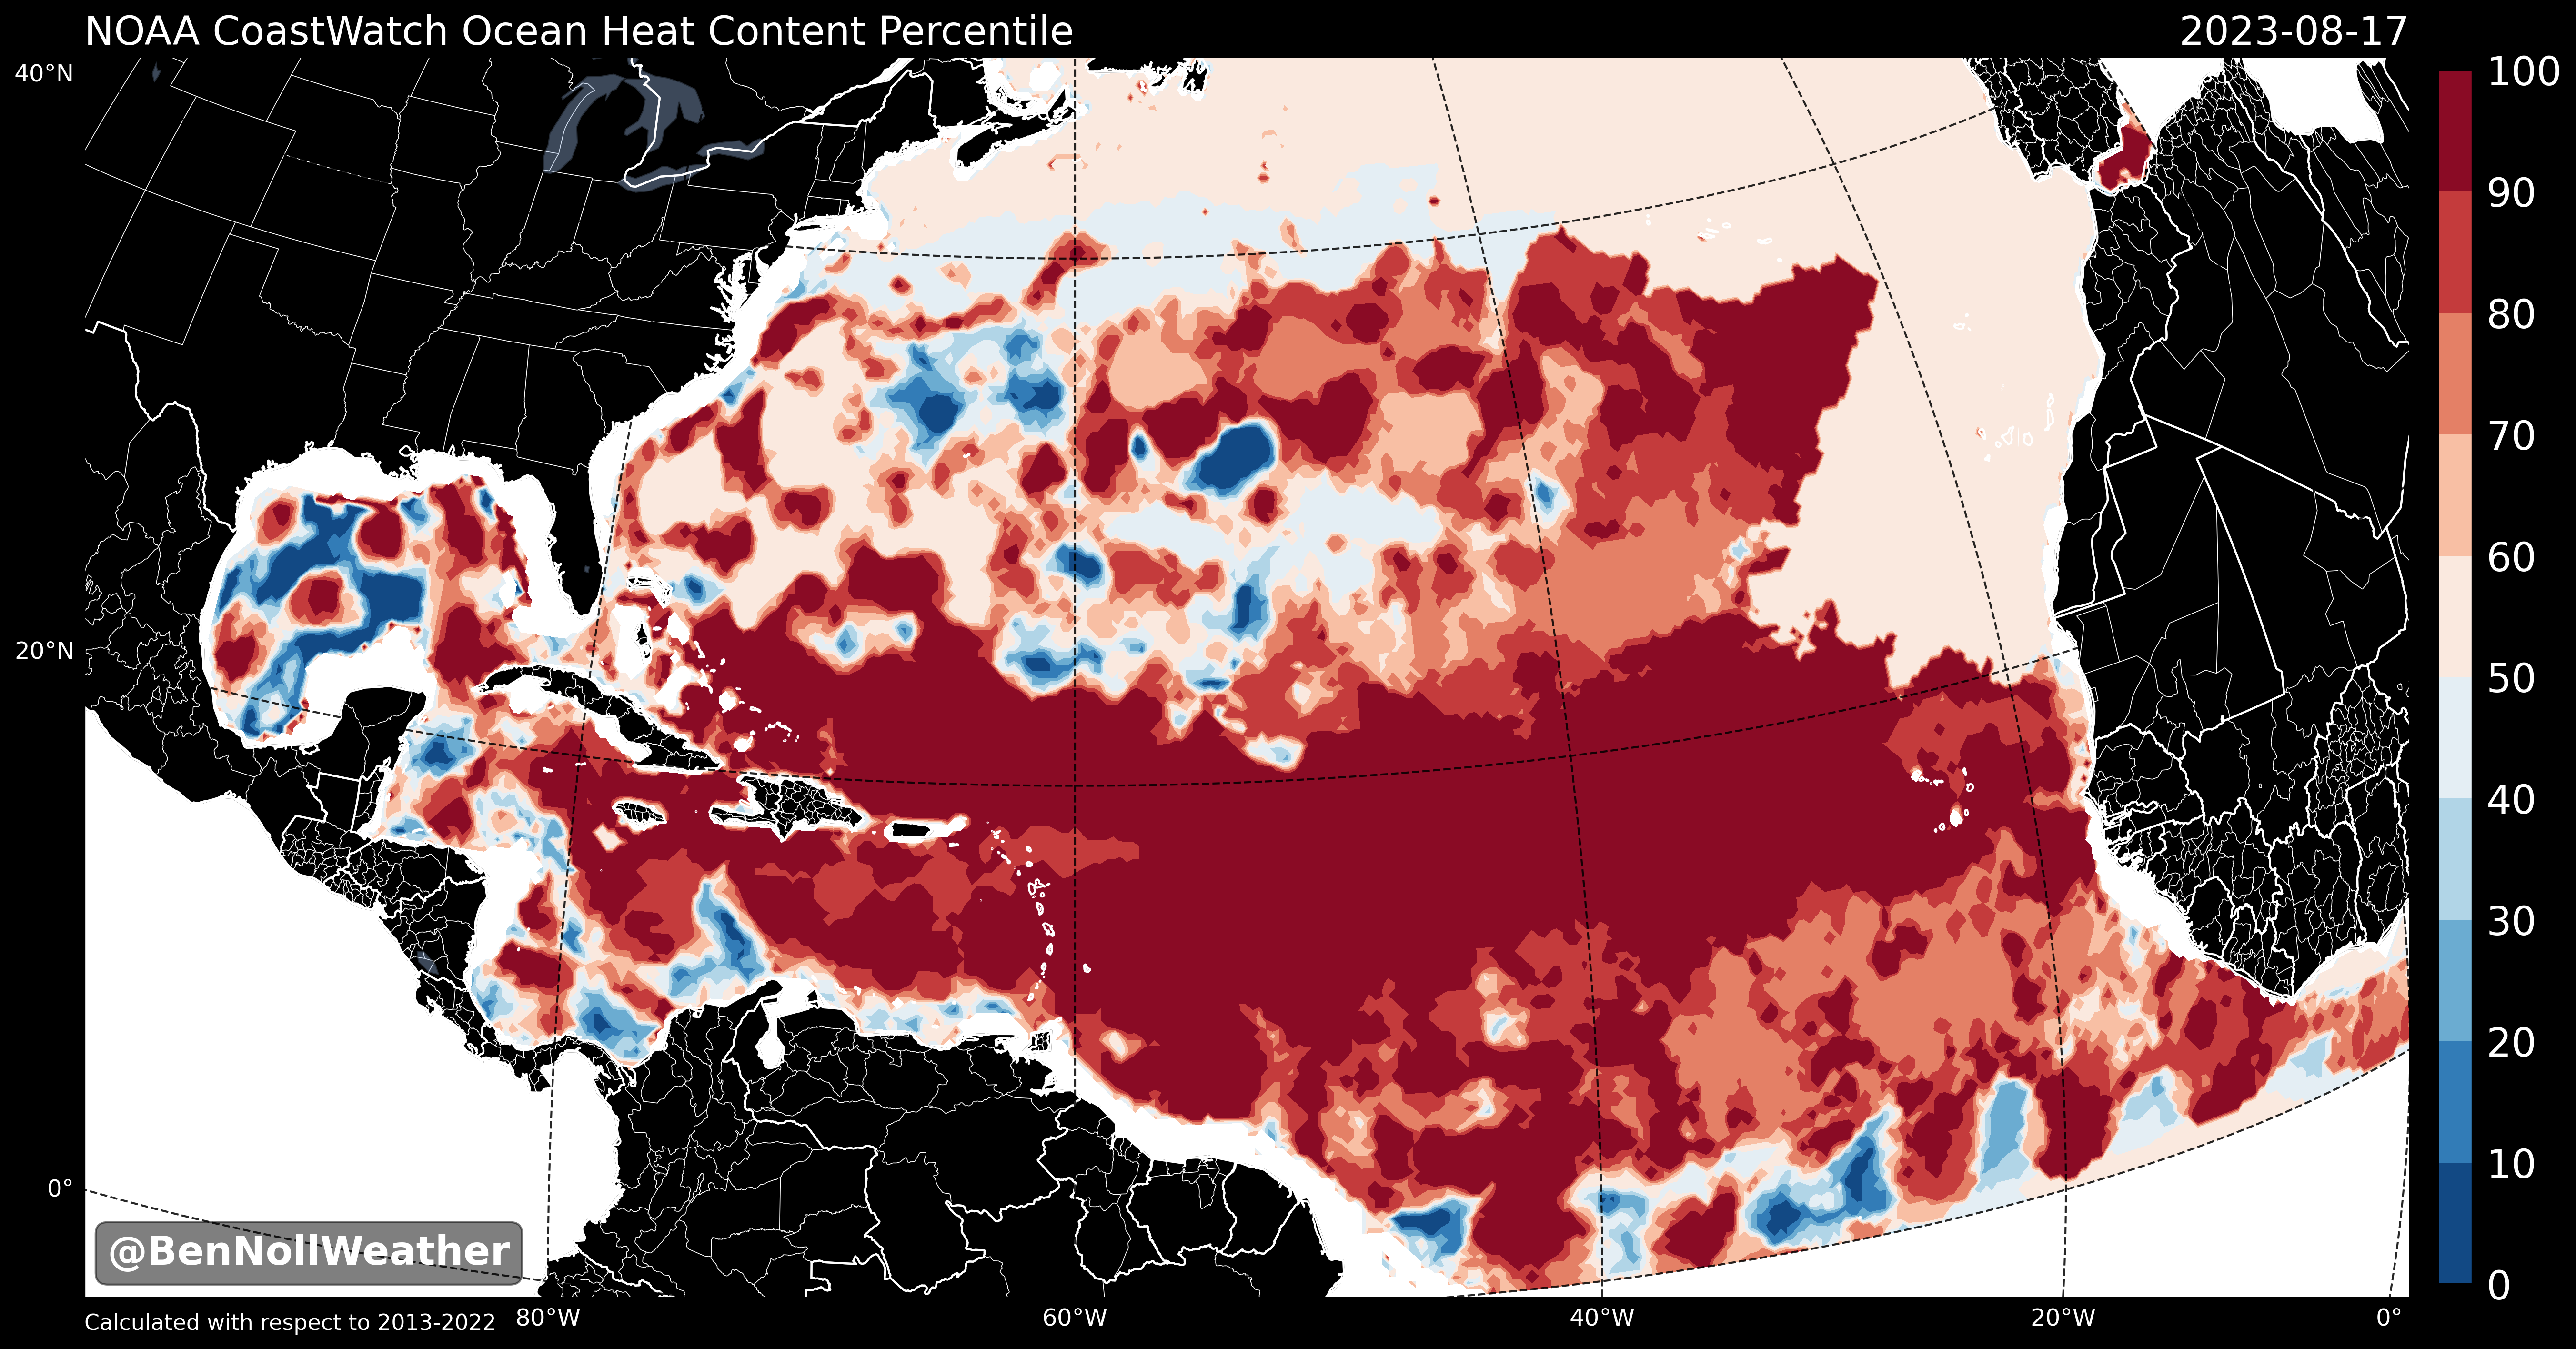 NOAA CoastWatch Ocean Heat Content Percentile
2023-08-17
40°N
20°N
0°
100
90
80
70
60
50
40
30
20
10
0
@BenNollWeather
Calculated with respect to 2013-2022
80°W
60°W
40°W
20°W
0°